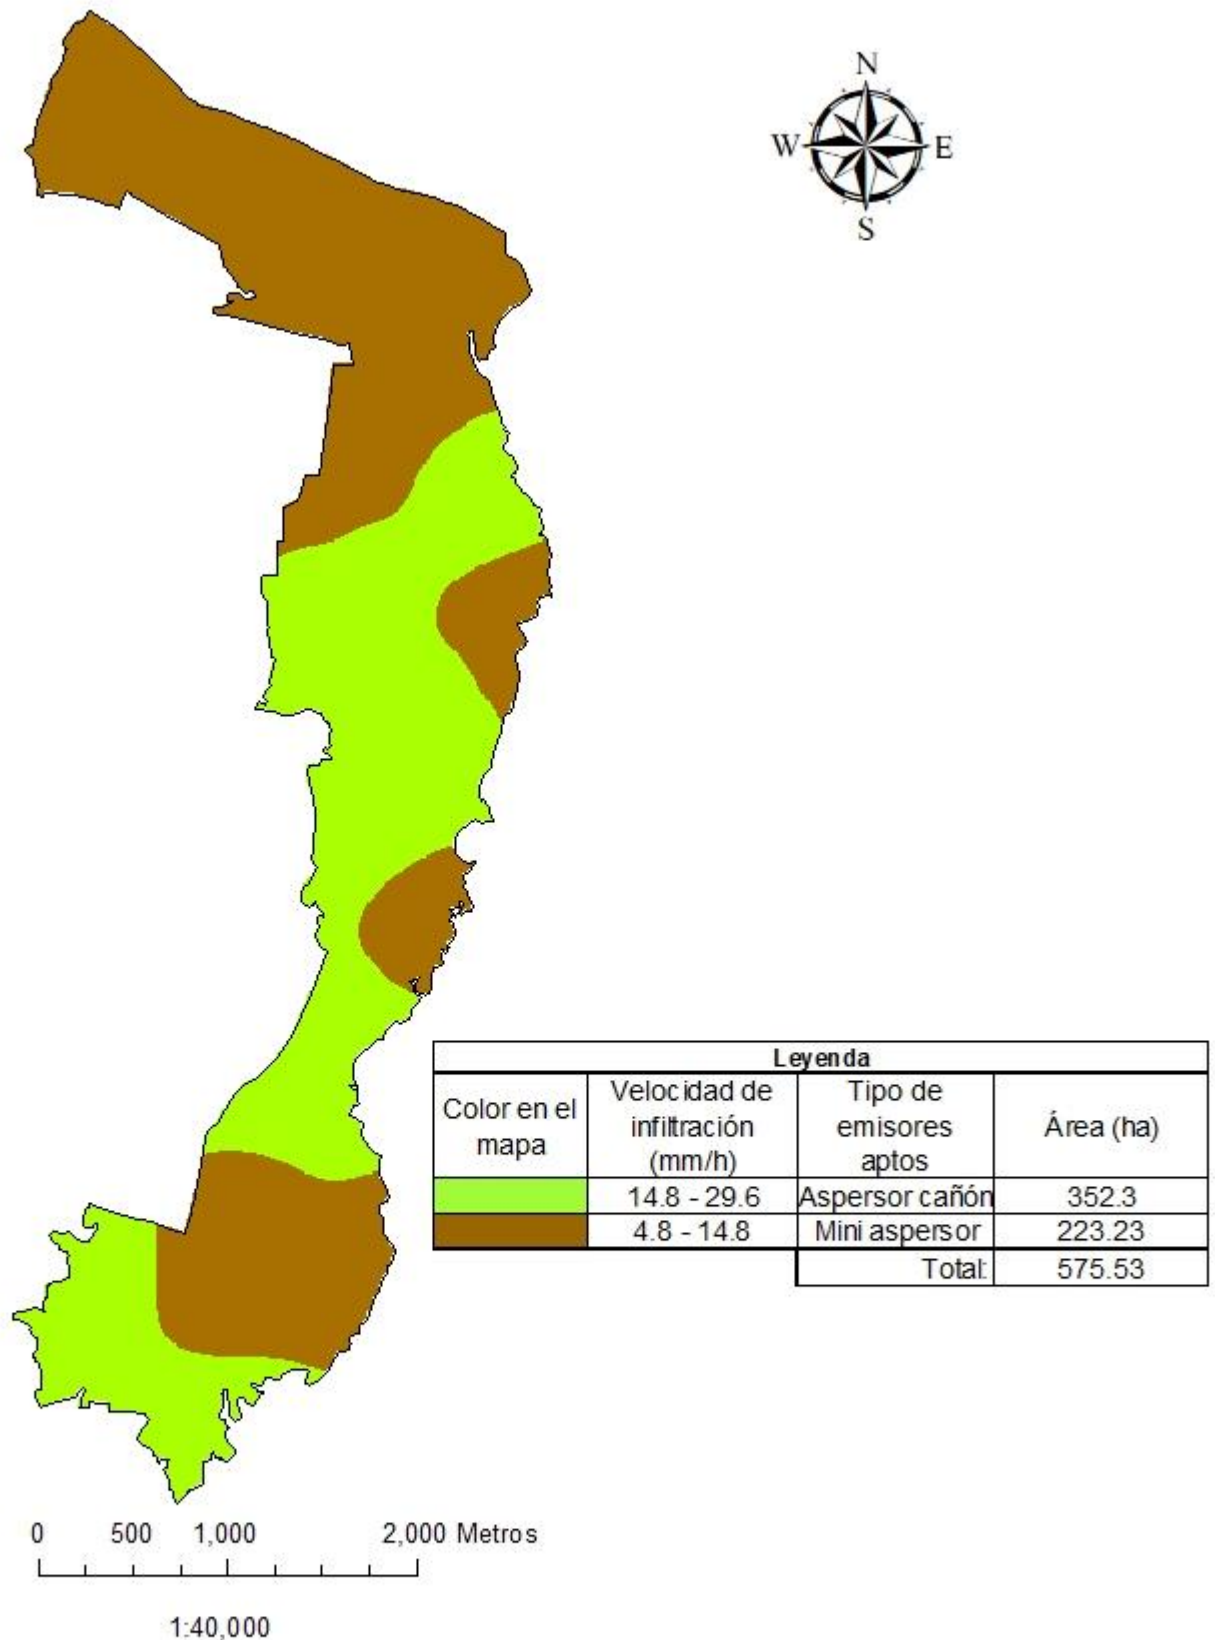 N
W E
S
Leyenda
Color en el mapa | Velocidad de infiltración (mm/h) | Tipo de emisores aptos | Área (ha)
14.8 - 29.6 | Aspersor cañón | 352.3
4.8 - 14.8 | Mini aspersor | 223.23
Total: | 575.53
0 500 1,000 2,000 Metros
1:40,000